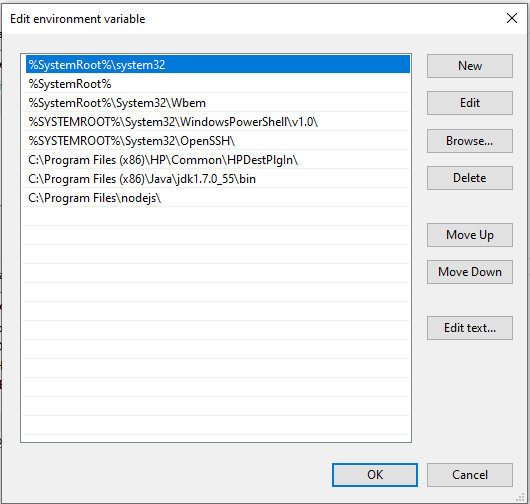 Edit environment variable
%SystemRoot%\system32
%SystemRoot%
%SystemRoot%\System32\Wbem
%SYSTEMROOT%\System32\WindowsPowerShell\v1.0\
%SYSTEMROOT%\System32\OpenSSH\
C:\Program Files (x86)\HP\Common\HPDestPlgIn\
C:\Program Files (x86)\Java\jdk1.7.0_55\bin
C:\Program Files\nodejs\
New
Edit
Browse...
Delete
Move Up
Move Down
Edit text...
OK
Cancel